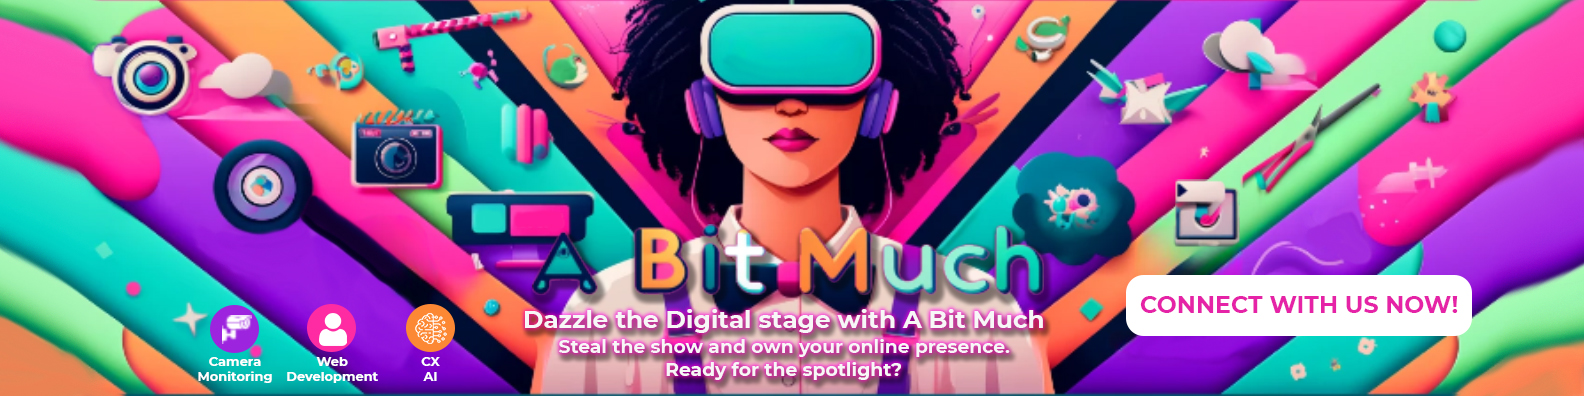 A Bit Much
Dazzle the Digital stage with A Bit Much
Steal the show and own your online presence.
Ready for the spotlight?
CONNECT WITH US NOW!
Camera
Monitoring
Web
Development
CX
AI